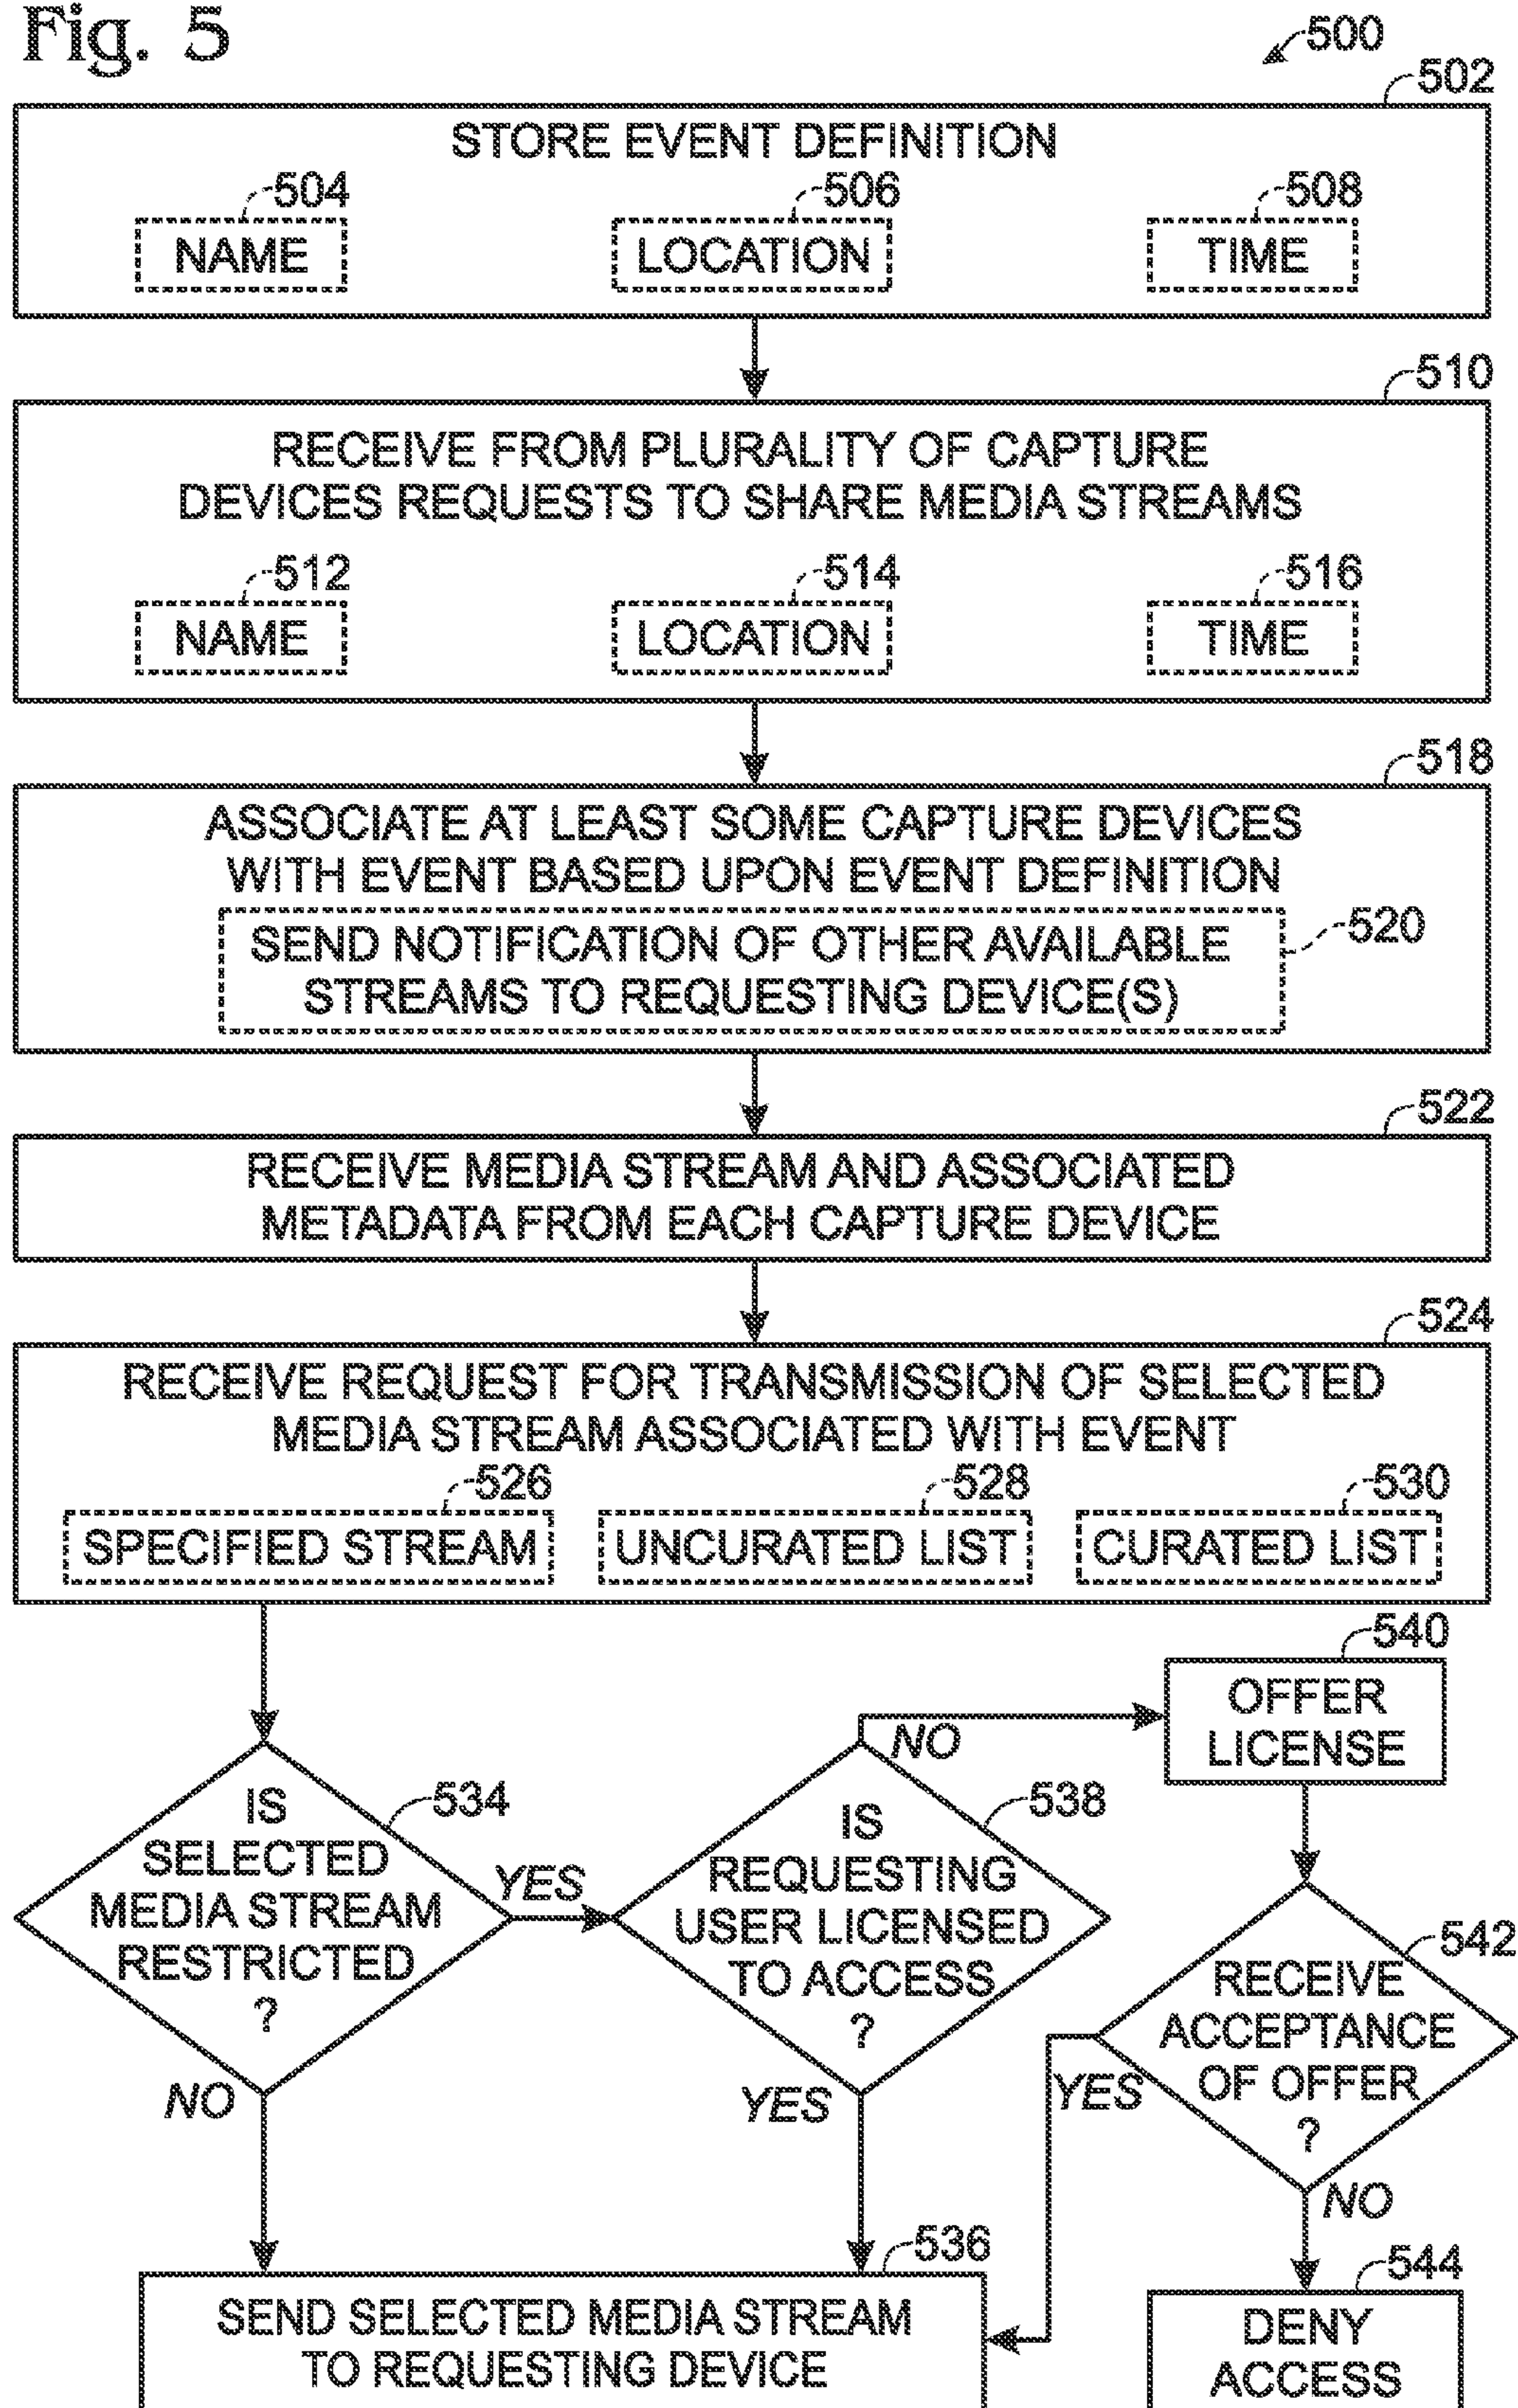 Fig. 5
500
502
STORE EVENT DEFINITION
504
506
508
NAME
LOCATION
TIME
510
RECEIVE FROM PLURALITY OF CAPTURE
DEVICES REQUESTS TO SHARE MEDIA STREAMS
512
514
516
NAME
LOCATION
TIME
518
ASSOCIATE AT LEAST SOME CAPTURE DEVICES
WITH EVENT BASED UPON EVENT DEFINITION
520
SEND NOTIFICATION OF OTHER AVAILABLE
STREAMS TO REQUESTING DEVICE(S)
522
RECEIVE MEDIA STREAM AND ASSOCIATED
METADATA FROM EACH CAPTURE DEVICE
524
RECEIVE REQUEST FOR TRANSMISSION OF SELECTED
MEDIA STREAM ASSOCIATED WITH EVENT
526
528
530
SPECIFIED STREAM
UNCURATED LIST
CURATED LIST
534
IS
SELECTED
MEDIA STREAM
RESTRICTED
?
YES
NO
538
IS
REQUESTING
USER LICENSED
TO ACCESS
?
NO
YES
540
OFFER
LICENSE
542
RECEIVE
ACCEPTANCE
OF OFFER
?
YES
NO
536
SEND SELECTED MEDIA STREAM
TO REQUESTING DEVICE
544
DENY
ACCESS